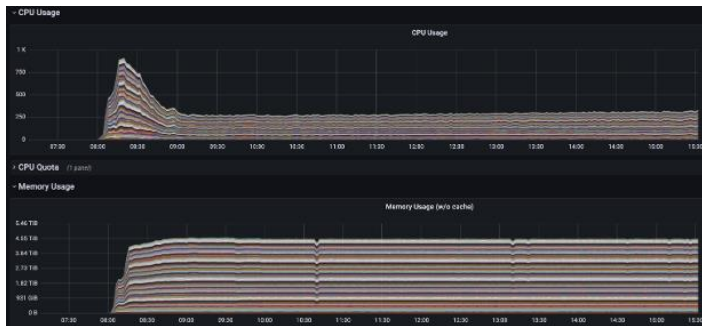 CPU Usage
CPU Usage
1 K
750
500
250
0
07:30 08:00 08:30 09:00 09:30 10:00 10:30 11:00 11:30 12:00 12:30 13:00 13:30 14:00 14:30 15:00 15:30
CPU Quota (1 panel)
Memory Usage
Memory Usage (w/o cache)
5.46 TiB
4.55 TiB
3.64 TiB
2.73 TiB
1.82 TiB
931 GiB
0 B
07:30 08:00 08:30 09:00 09:30 10:00 10:30 11:00 11:30 12:00 12:30 13:00 13:30 14:00 14:30 15:00 15:30